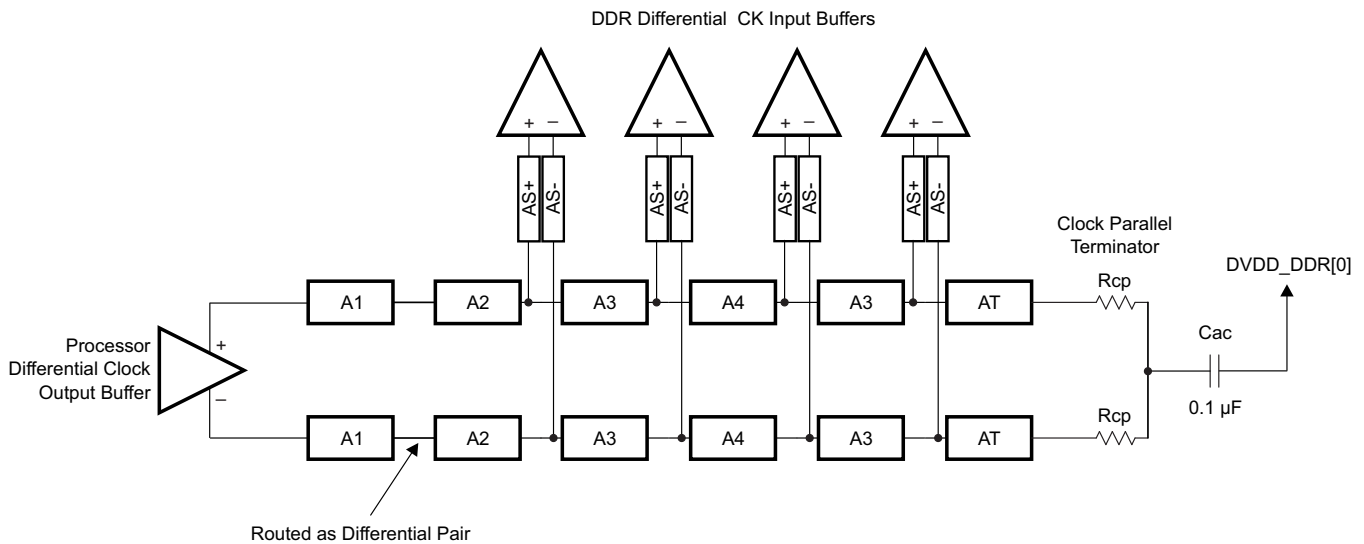 DDR Differential CK Input Buffers
+ – + – + – + –
AS+ AS- AS+ AS- AS+ AS- AS+ AS-
Clock Parallel
Terminator
Rcp
DVDD_DDR[0]
A1 A2 A3 A4 A3 AT
Processor
Differential Clock
Output Buffer
+
–
Cac
0.1 µF
Rcp
A1 A2 A3 A4 A3 AT
Routed as Differential Pair